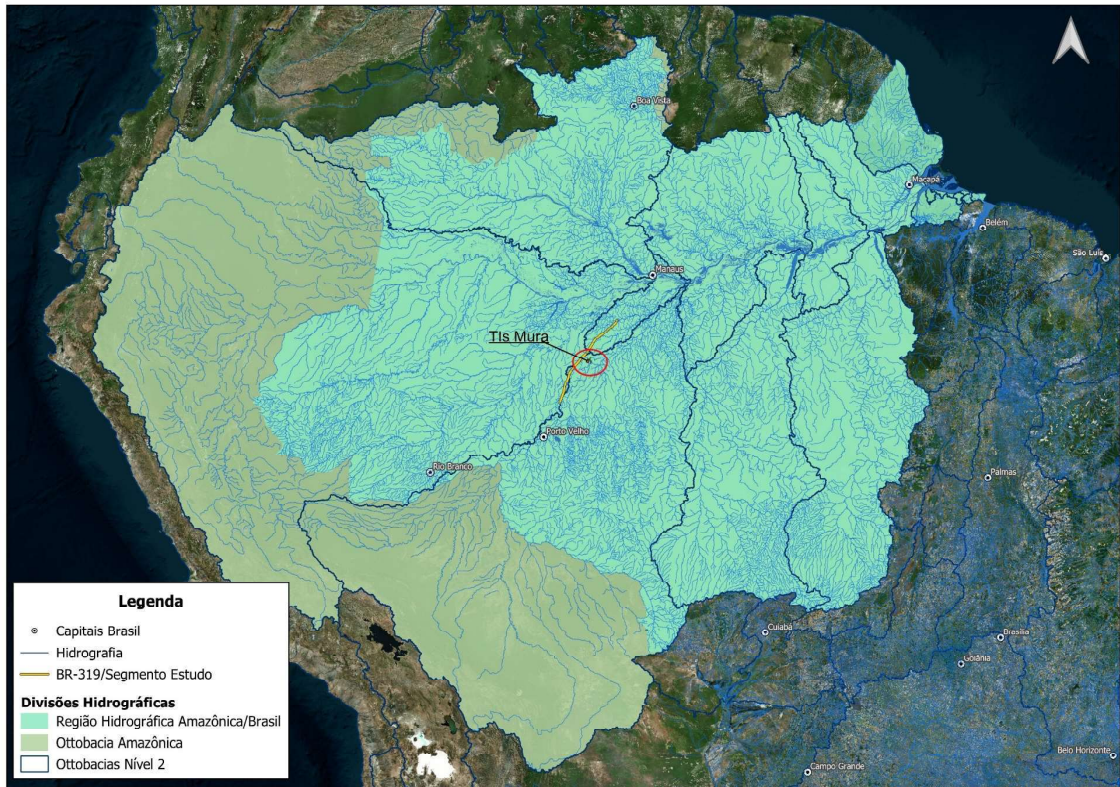 Boa Vista
Macapá
Belém
São Luís
Manaus
TIs Mura
Porto Velho
Rio Branco
Palmas
Cuiabá
Brasília
Goiânia
Belo Horizonte
Campo Grande
Legenda
Capitais Brasil
Hidrografia
BR-319/Segmento Estudo
Divisões Hidrográficas
Região Hidrográfica Amazônica/Brasil
Ottobacia Amazônica
Ottobacias Nível 2